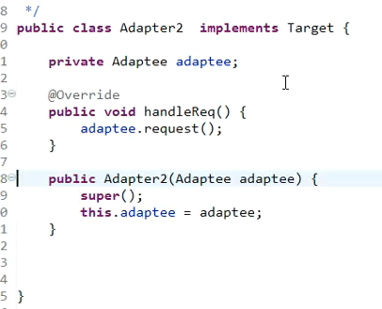 8 */
9 public class Adapter2  implements Target {
0
1     private Adaptee adaptee;
2
3     @Override
4     public void handleReq() {
5         adaptee.request();
6     }
7
8     public Adapter2(Adaptee adaptee) {
9         super();
0         this.adaptee = adaptee;
1     }
2
3
4
5 }